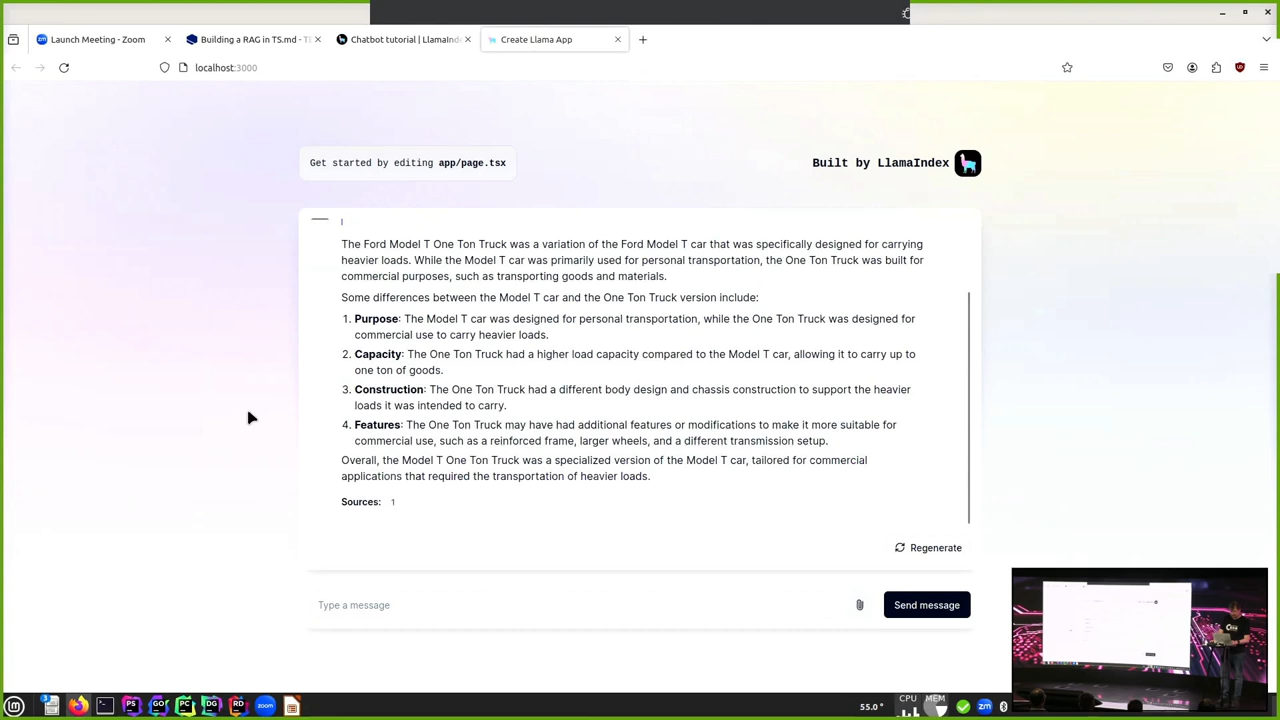 Launch Meeting - Zoom
Building a RAG in TS.md - TE
Chatbot tutorial | LlamaInde
Create Llama App
localhost:3000
Get started by editing app/page.tsx
Built by LlamaIndex
The Ford Model T One Ton Truck was a variation of the Ford Model T car that was specifically designed for carrying
heavier loads. While the Model T car was primarily used for personal transportation, the One Ton Truck was built for
commercial purposes, such as transporting goods and materials.
Some differences between the Model T car and the One Ton Truck version include:
1. Purpose: The Model T car was designed for personal transportation, while the One Ton Truck was designed for
commercial use to carry heavier loads.
2. Capacity: The One Ton Truck had a higher load capacity compared to the Model T car, allowing it to carry up to
one ton of goods.
3. Construction: The One Ton Truck had a different body design and chassis construction to support the heavier
loads it was intended to carry.
4. Features: The One Ton Truck may have had additional features or modifications to make it more suitable for
commercial use, such as a reinforced frame, larger wheels, and a different transmission setup.
Overall, the Model T One Ton Truck was a specialized version of the Model T car, tailored for commercial
applications that required the transportation of heavier loads.
Sources: 1
Regenerate
Type a message
Send message
3 PS GO PC DG RD zoom
CPU MEM
55.0 °
zm